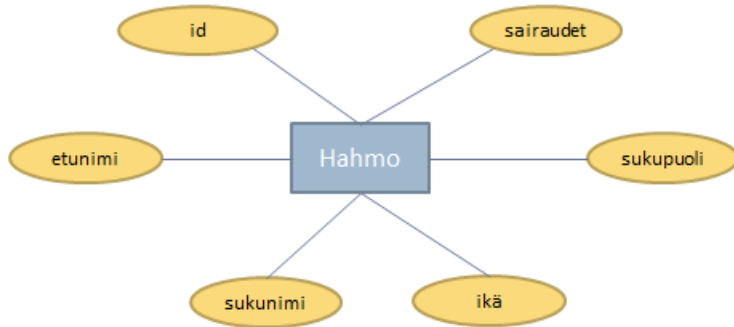 id
sairaudet
etunimi
Hahmo
sukupuoli
sukunimi
ikä